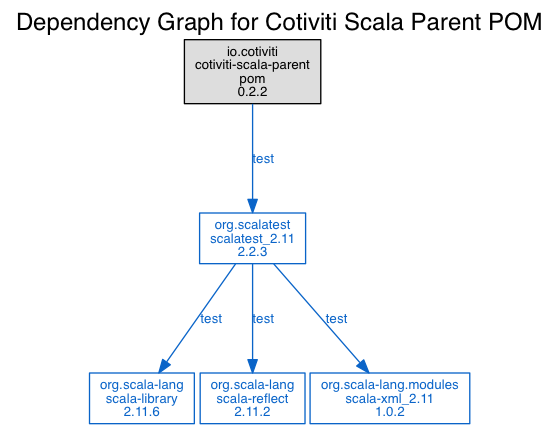 Dependency Graph for Cotiviti Scala Parent POM
io.cotiviti
cotiviti-scala-parent
pom
0.2.2
test
org.scalatest
scalatest_2.11
2.2.3
test
test
test
org.scala-lang
scala-library
2.11.6
org.scala-lang
scala-reflect
2.11.2
org.scala-lang.modules
scala-xml_2.11
1.0.2